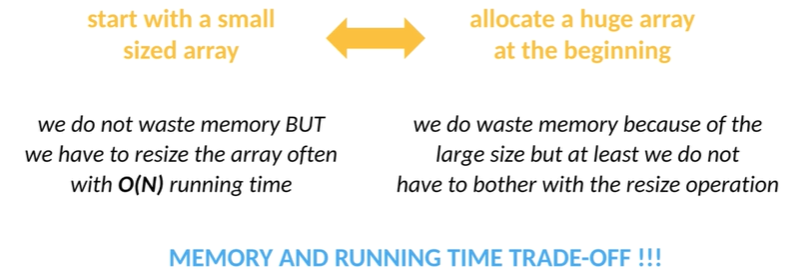 start with a small
sized array
allocate a huge array
at the beginning
we do not waste memory BUT
we have to resize the array often
with O(N) running time
we do waste memory because of the
large size but at least we do not
have to bother with the resize operation
MEMORY AND RUNNING TIME TRADE-OFF !!!